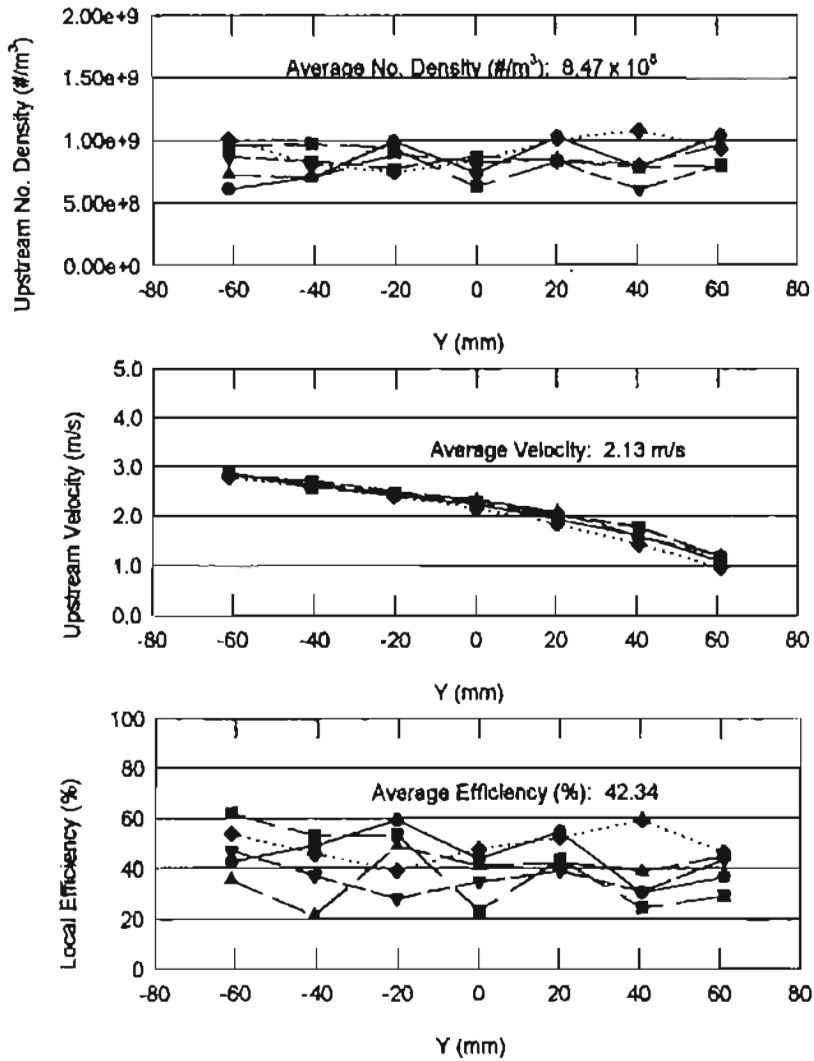 2.00e+9
1.50e+9
Average No. Density (#/m³): 8.47 x 10⁸
1.00e+9
5.00e+8
0.00e+0
Upstream No. Density (#/m³)
-80 -60 -40 -20 0 20 40 60 80
Y (mm)
5.0
4.0
Average Velocity: 2.13 m/s
3.0
2.0
1.0
0.0
Upstream Velocity (m/s)
-80 -60 -40 -20 0 20 40 60 80
Y (mm)
100
80
Average Efficiency (%): 42.34
60
40
20
0
Local Efficiency (%)
-80 -60 -40 -20 0 20 40 60 80
Y (mm)